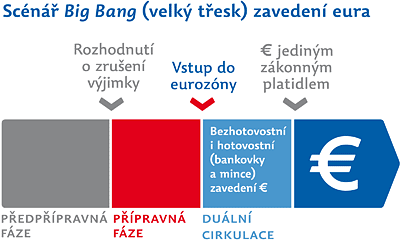 Scénář Big Bang (velký třesk) zavedení eura
Rozhodnutí
o zrušení
výjimky
Vstup do
eurozóny
€ jediným
zákonným
platidlem
Bezhotovostní
i hotovostní
(bankovky
a mince)
zavedení €
€
PŘEDPŘÍPRAVNÁ
FÁZE
PŘÍPRAVNÁ
FÁZE
DUÁLNÍ
CIRKULACE